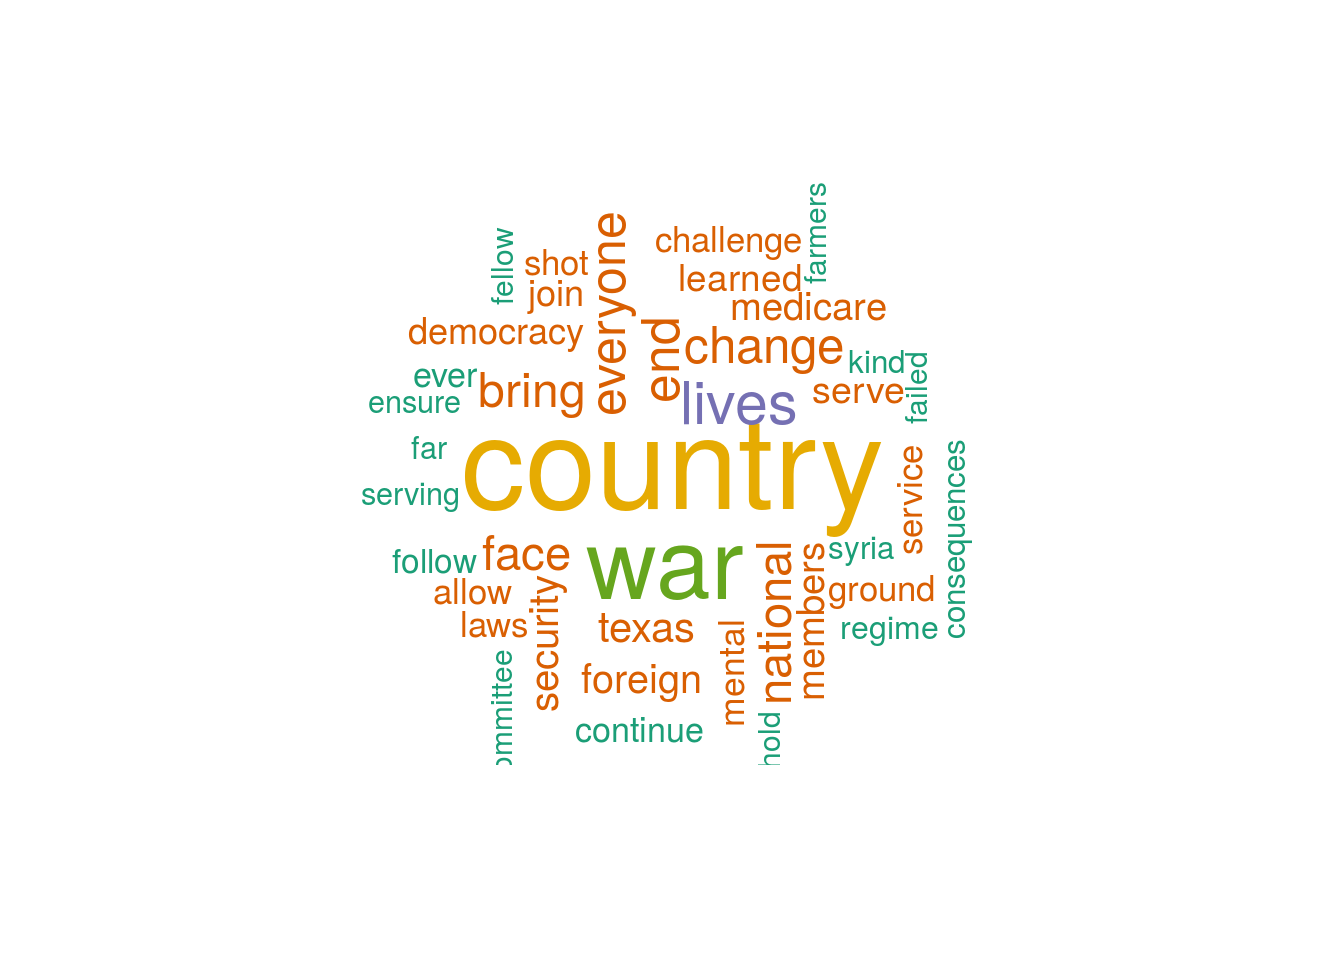 farmers
fellow
everyone
challenge
shot
learned
join
medicare
democracy
end
change
kind
failed
ever
bring
lives
serve
ensure
far
country
service
consequences
serving
follow
face
war
national
members
syria
allow
security
ground
laws
texas
mental
regime
ommittee
foreign
continue
hold